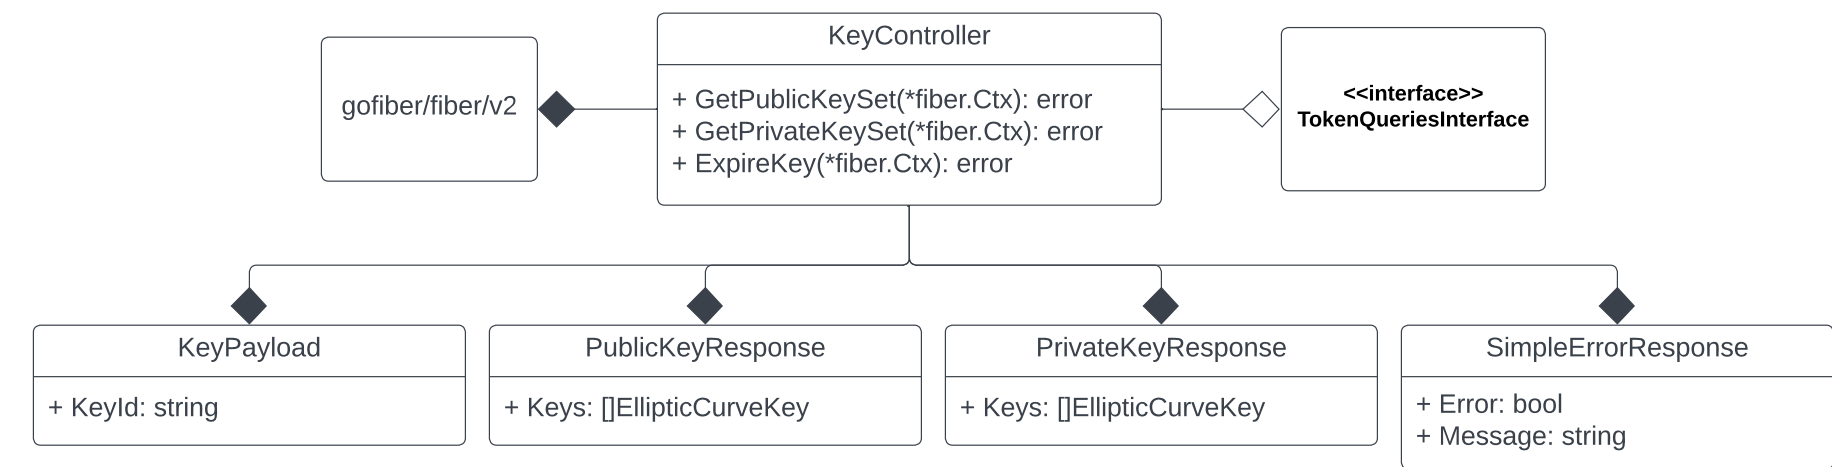 KeyController
+ GetPublicKeySet(*fiber.Ctx): error
+ GetPrivateKeySet(*fiber.Ctx): error
+ ExpireKey(*fiber.Ctx): error
gofiber/fiber/v2
<<interface>>
TokenQueriesInterface
KeyPayload
+ KeyId: string
PublicKeyResponse
+ Keys: []EllipticCurveKey
PrivateKeyResponse
+ Keys: []EllipticCurveKey
SimpleErrorResponse
+ Error: bool
+ Message: string